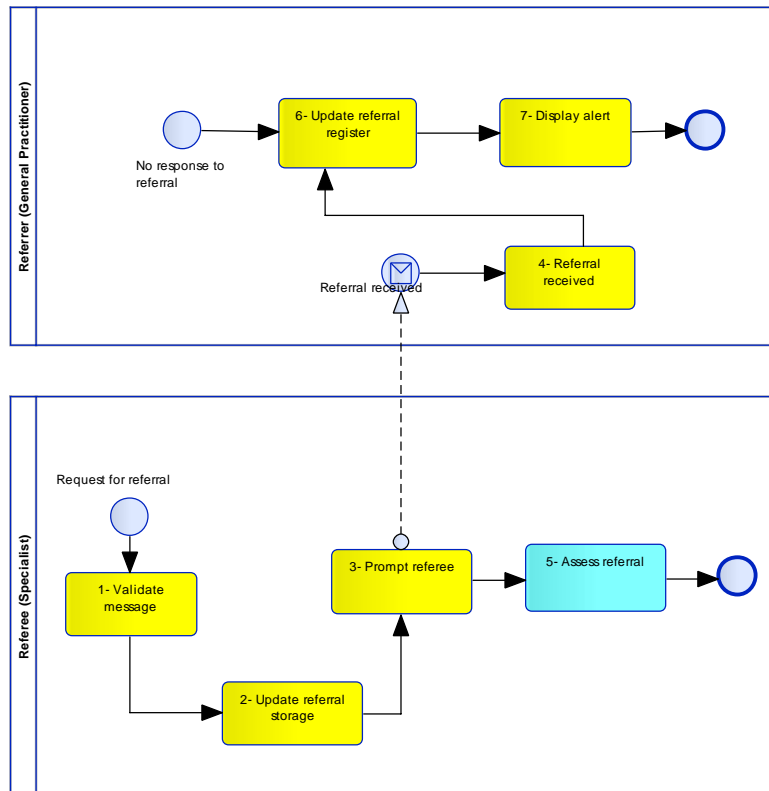 Referrer (General Practitioner)
No response to
referral
6- Update referral
register
7- Display alert
Referral received
4- Referral
received
Referee (Specialist)
Request for referral
1- Validate
message
2- Update referral
storage
3- Prompt referee
5- Assess referral